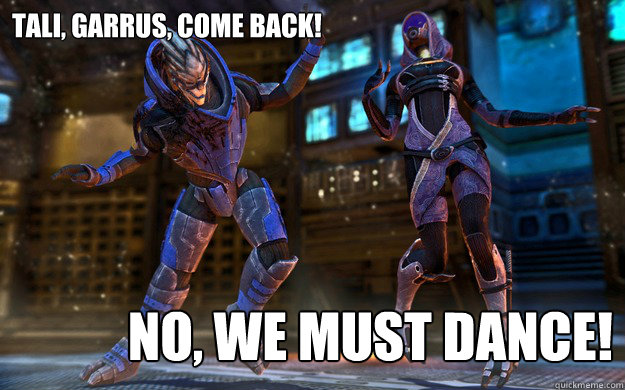 TALI, GARRUS, COME BACK!
NO, WE MUST DANCE!
quickmeme.com